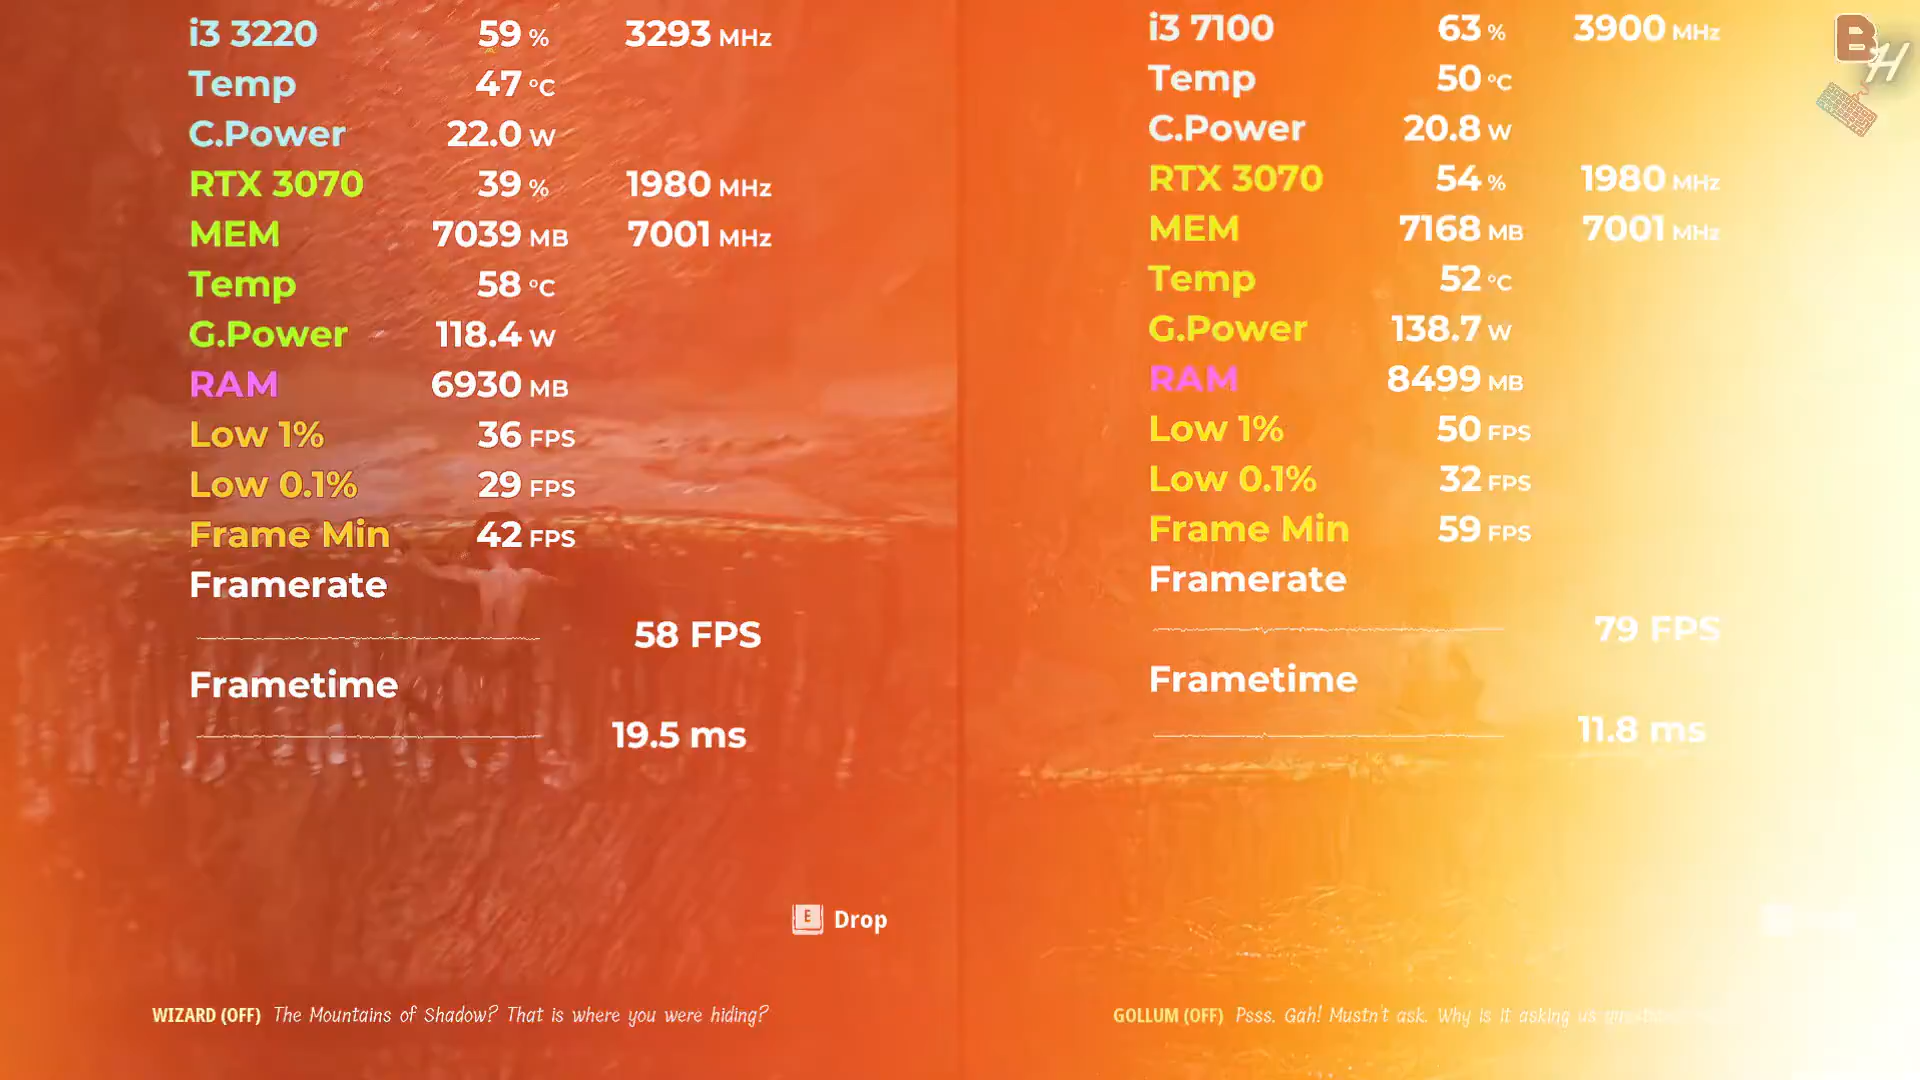 i3 3220 59 % 3293 MHz
Temp 47 °C
C.Power 22.0 W
RTX 3070 39 % 1980 MHz
MEM 7039 MB 7001 MHz
Temp 58 °C
G.Power 118.4 W
RAM 6930 MB
Low 1% 36 FPS
Low 0.1% 29 FPS
Frame Min 42 FPS
Framerate
58 FPS
Frametime
19.5 ms
E Drop
WIZARD (OFF) The Mountains of Shadow? That is where you were hiding?
i3 7100 63 % 3900 MHz
Temp 50 °C
C.Power 20.8 W
RTX 3070 54 % 1980 MHz
MEM 7168 MB 7001 MHz
Temp 52 °C
G.Power 138.7 W
RAM 8499 MB
Low 1% 50 FPS
Low 0.1% 32 FPS
Frame Min 59 FPS
Framerate
79 FPS
Frametime
11.8 ms
GOLLUM (OFF) Psss. Gah! Mustn't ask. Why is it asking us
B H